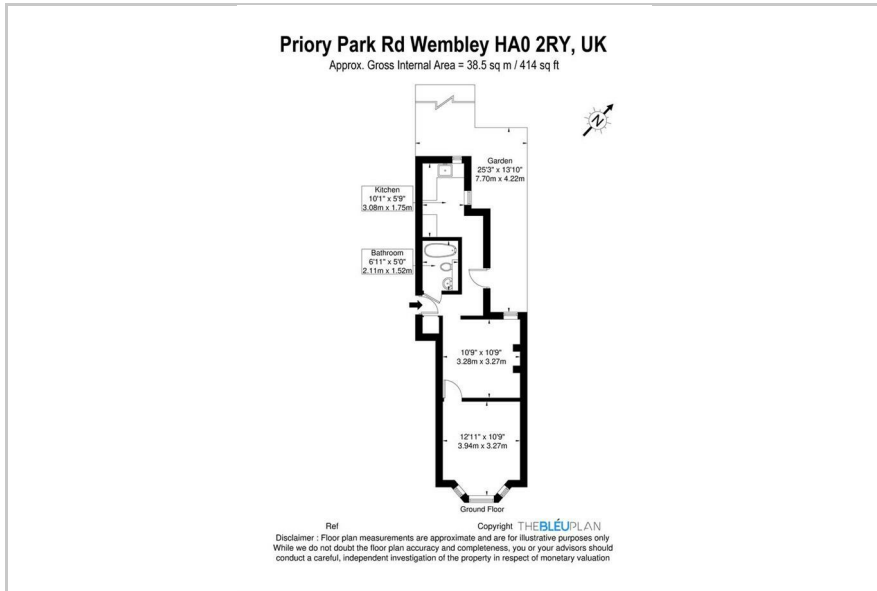 Priory Park Rd Wembley HA0 2RY, UK
Approx. Gross Internal Area = 38.5 sq m / 414 sq ft
N
Garden
25'3" x 13'10"
7.70m x 4.22m
Kitchen
10'1" x 5'9"
3.08m x 1.75m
Bathroom
6'11" x 5'0"
2.11m x 1.52m
10'9" x 10'9"
3.28m x 3.27m
12'11" x 10'9"
3.94m x 3.27m
Ground Floor
Ref Copyright THEBLÉUPLAN
Disclaimer : Floor plan measurements are approximate and are for illustrative purposes only
While we do not doubt the floor plan accuracy and completeness, you or your advisors should
conduct a careful, independent investigation of the property in respect of monetary valuation